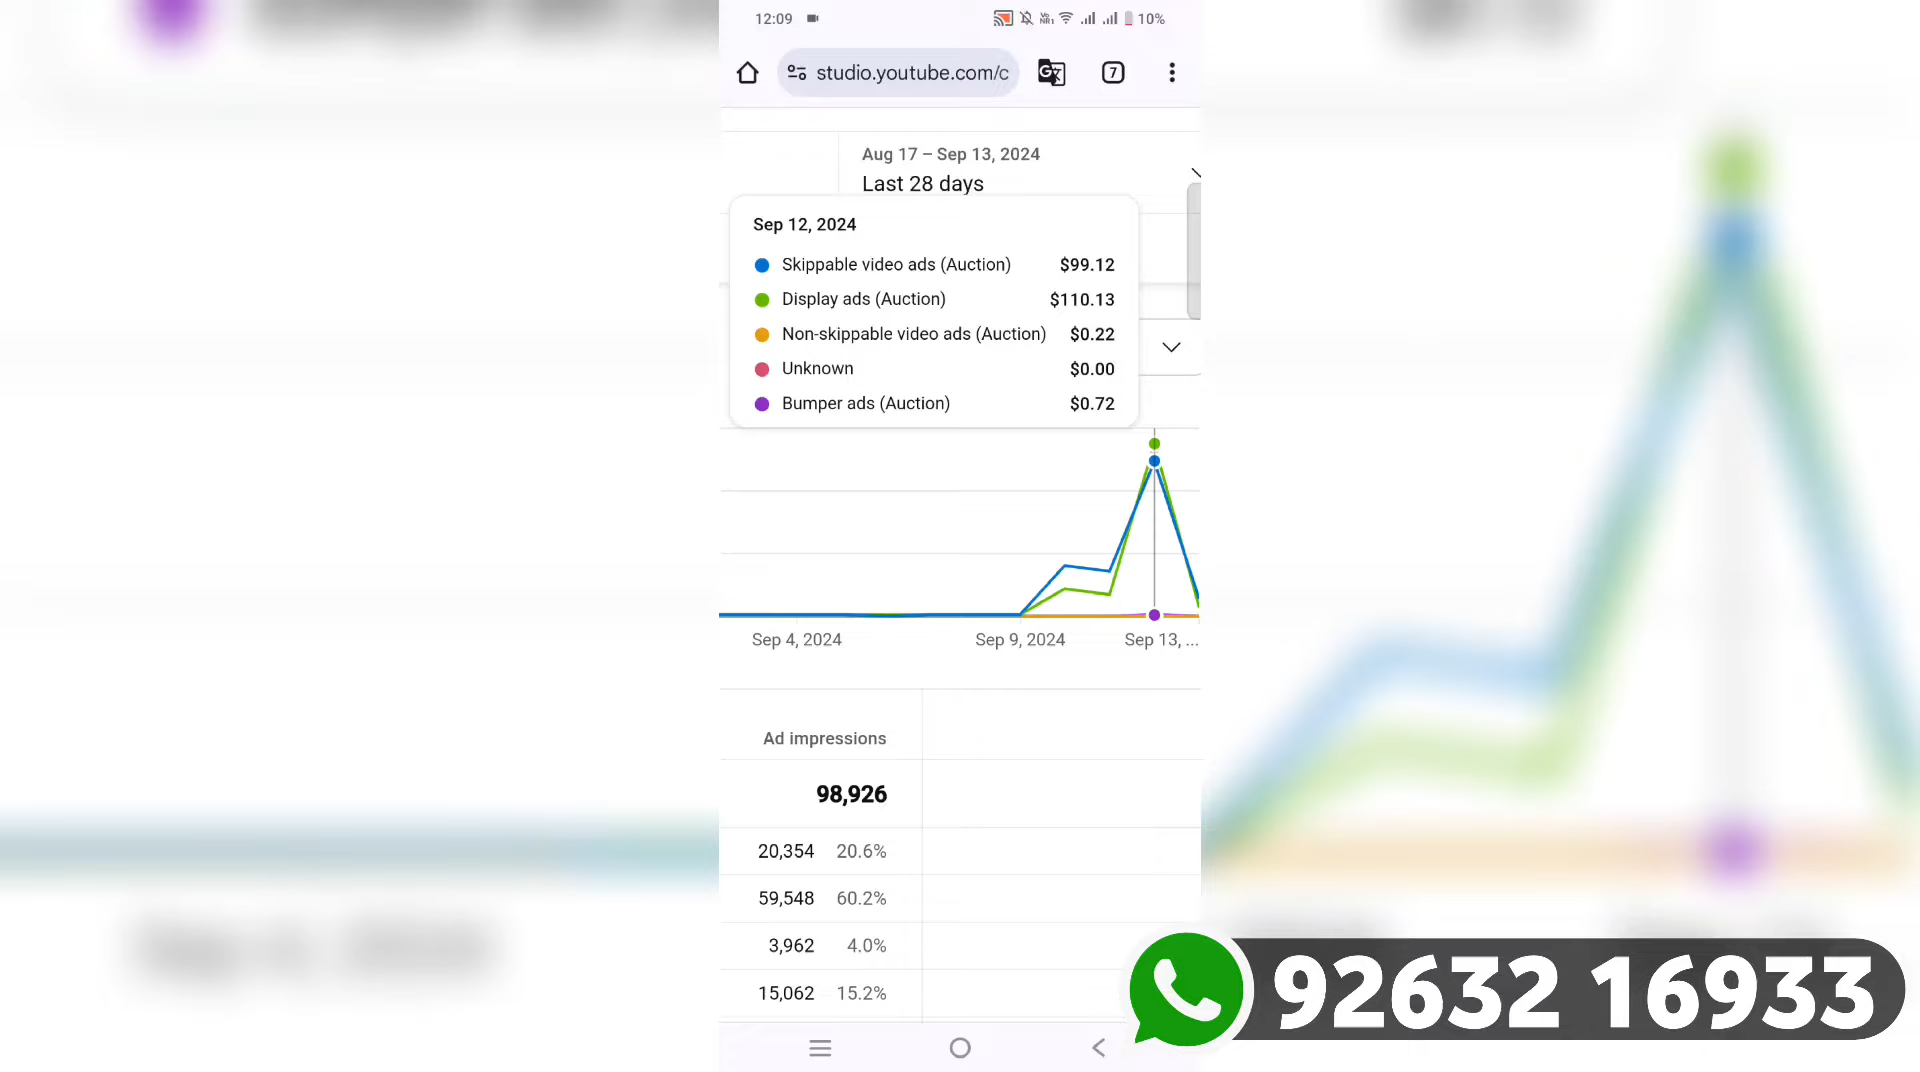 12:09
10%
studio.youtube.com/c
7
Aug 17 – Sep 13, 2024
Last 28 days
Sep 12, 2024
Skippable video ads (Auction) $99.12
Display ads (Auction) $110.13
Non-skippable video ads (Auction) $0.22
Unknown $0.00
Bumper ads (Auction) $0.72
Sep 4, 2024 Sep 9, 2024 Sep 13, ...
Ad impressions
98,926
20,354 20.6%
59,548 60.2%
3,962 4.0%
15,062 15.2%
92632 16933